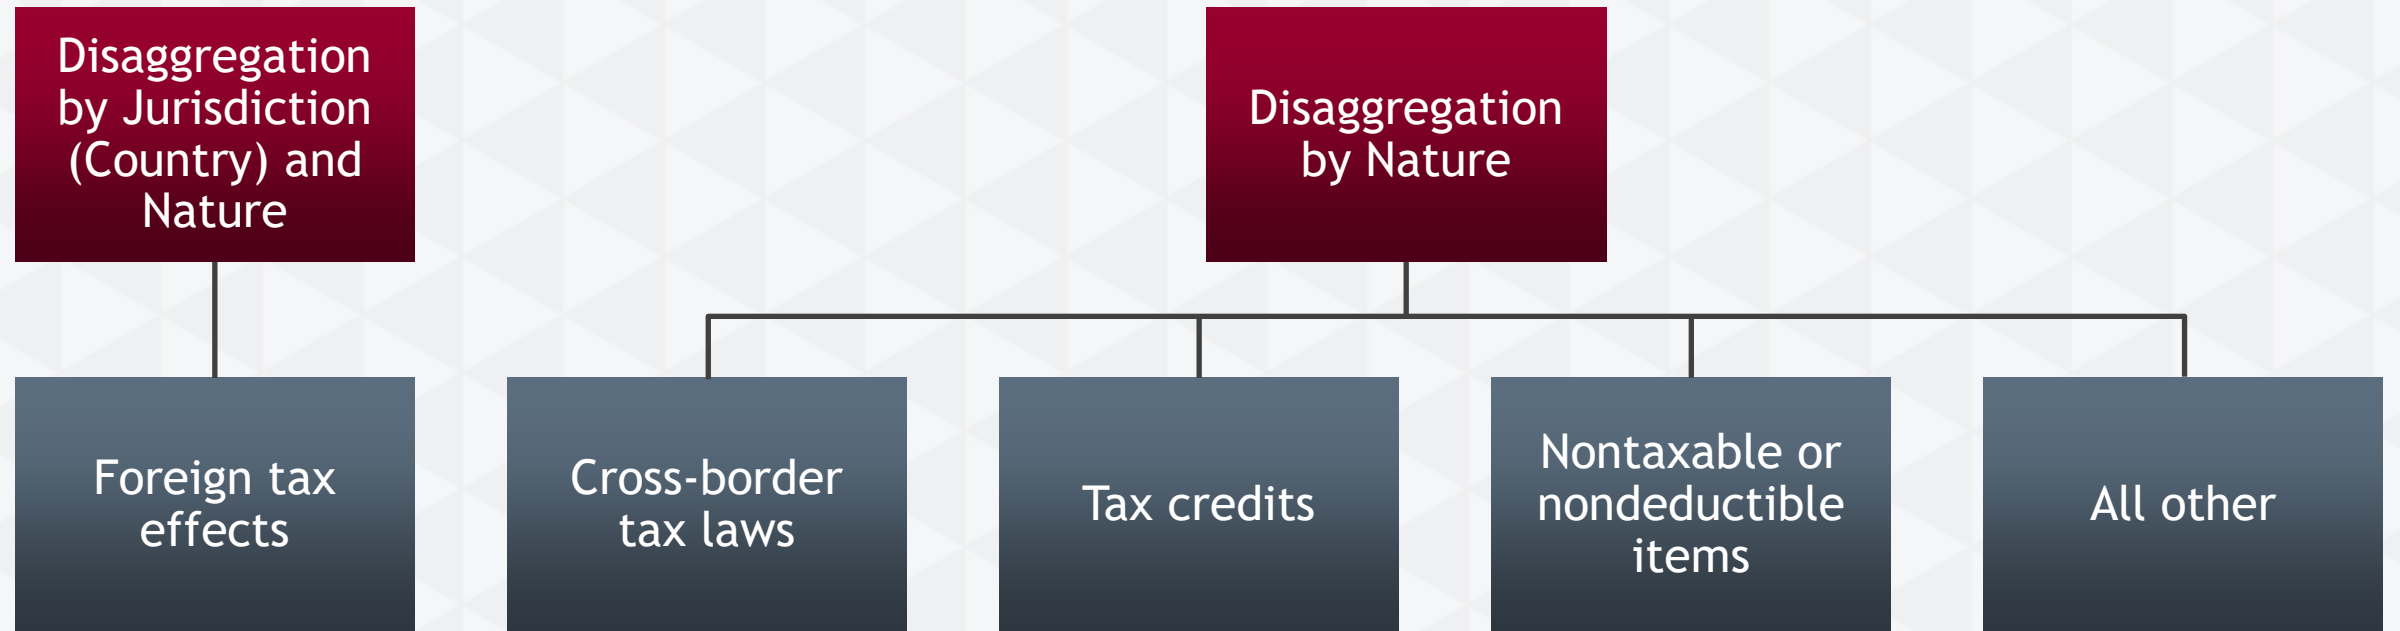 Disaggregation
by Jurisdiction
(Country) and
Nature
Disaggregation
by Nature
Foreign tax
effects
Cross-border
tax laws
Tax credits
Nontaxable or
nondeductible
items
All other